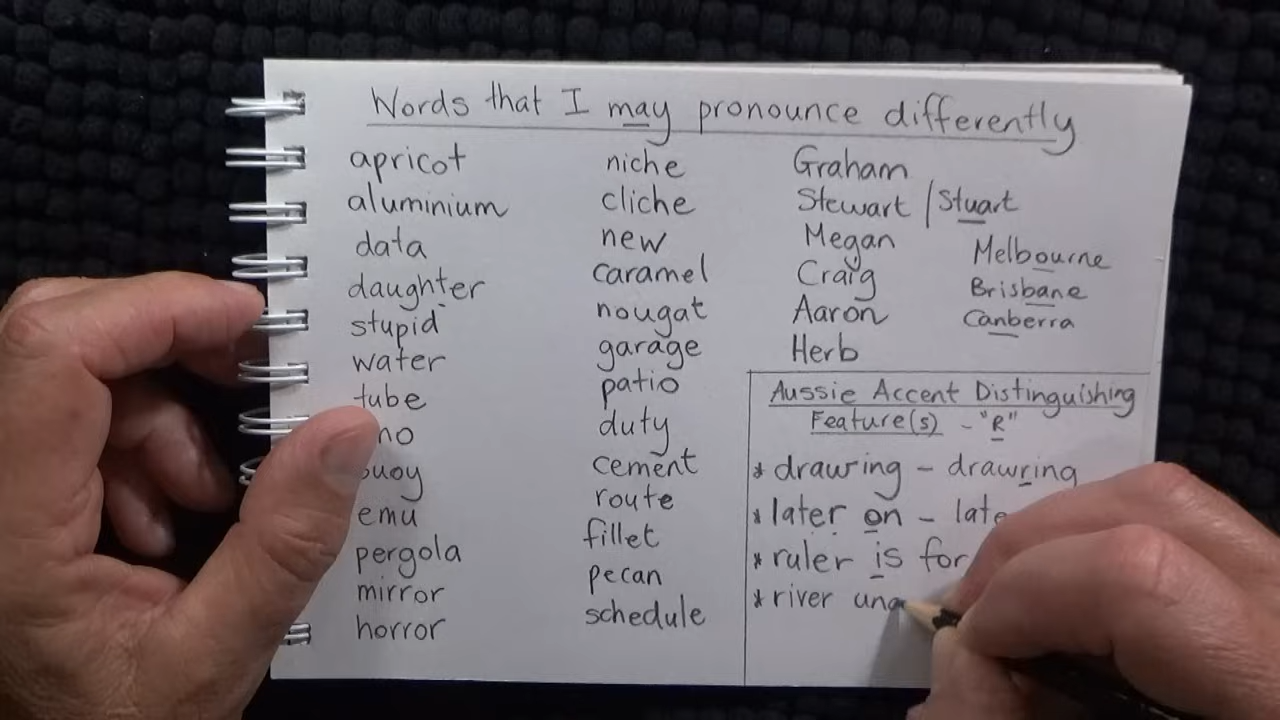 Words that I may pronounce differently
apricot
aluminium
data
daughter
stupid
water
tube
emu
pergola
mirror
horror
niche
cliche
new
caramel
nougat
garage
patio
duty
cement
route
fillet
pecan
schedule
Graham
Stewart / Stuart
Megan
Craig
Aaron
Herb
Melbourne
Brisbane
Canberra
Aussie Accent Distinguishing
Feature(s) - "R"
* drawing - drawring
* later on -
* ruler is for
* river